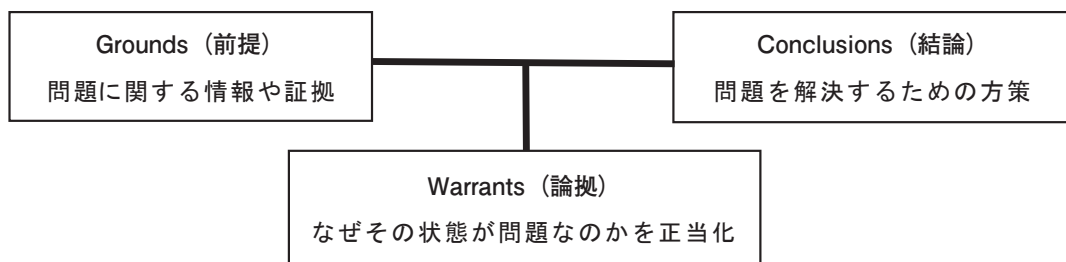 Grounds（前提）
問題に関する情報や証拠
Conclusions（結論）
問題を解決するための方策
Warrants（論拠）
なぜその状態が問題なのかを正当化